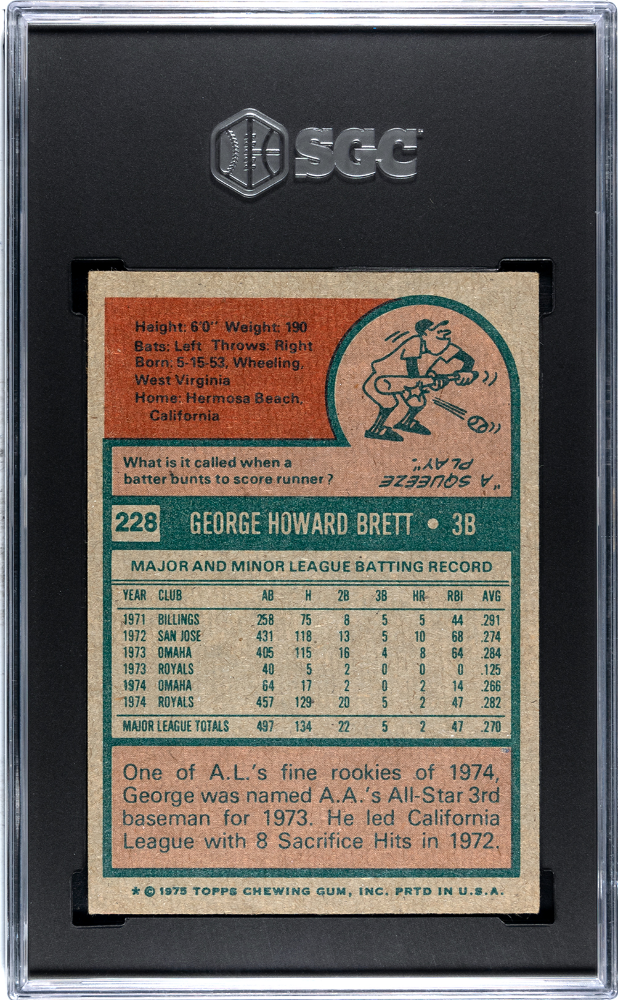 SGC
Height: 6'0" Weight: 190
Bats: Left Throws: Right
Born: 5-15-53, Wheeling,
West Virginia
Home: Hermosa Beach,
California
What is it called when a
batter bunts to score runner?
"A SQUEEZE
PLAY".
228 GEORGE HOWARD BRETT • 3B
MAJOR AND MINOR LEAGUE BATTING RECORD
YEAR CLUB AB H 2B 3B HR RBI AVG
1971 BILLINGS 258 75 8 5 5 44 .291
1972 SAN JOSE 431 118 13 5 10 68 .274
1973 OMAHA 405 115 16 4 8 64 .284
1973 ROYALS 40 5 2 0 0 0 .125
1974 OMAHA 64 17 2 0 2 14 .266
1974 ROYALS 457 129 20 5 2 47 .282
MAJOR LEAGUE TOTALS 497 134 22 5 2 47 .270
One of A.L.'s fine rookies of 1974,
George was named A.A.'s All-Star 3rd
baseman for 1973. He led California
League with 8 Sacrifice Hits in 1972.
* © 1975 TOPPS CHEWING GUM, INC. PRTD IN U.S.A.